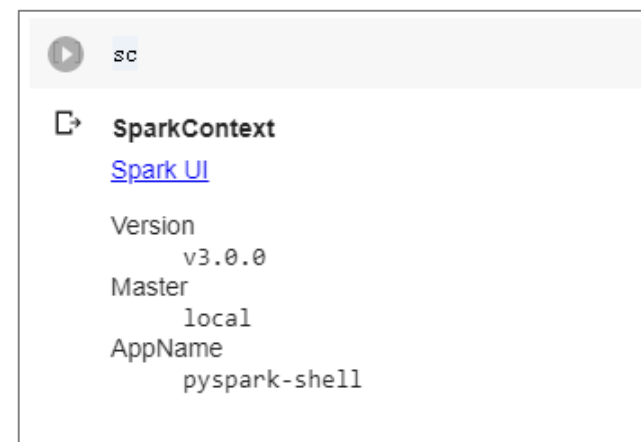 sc
SparkContext
Spark UI
Version
v3.0.0
Master
local
AppName
pyspark-shell